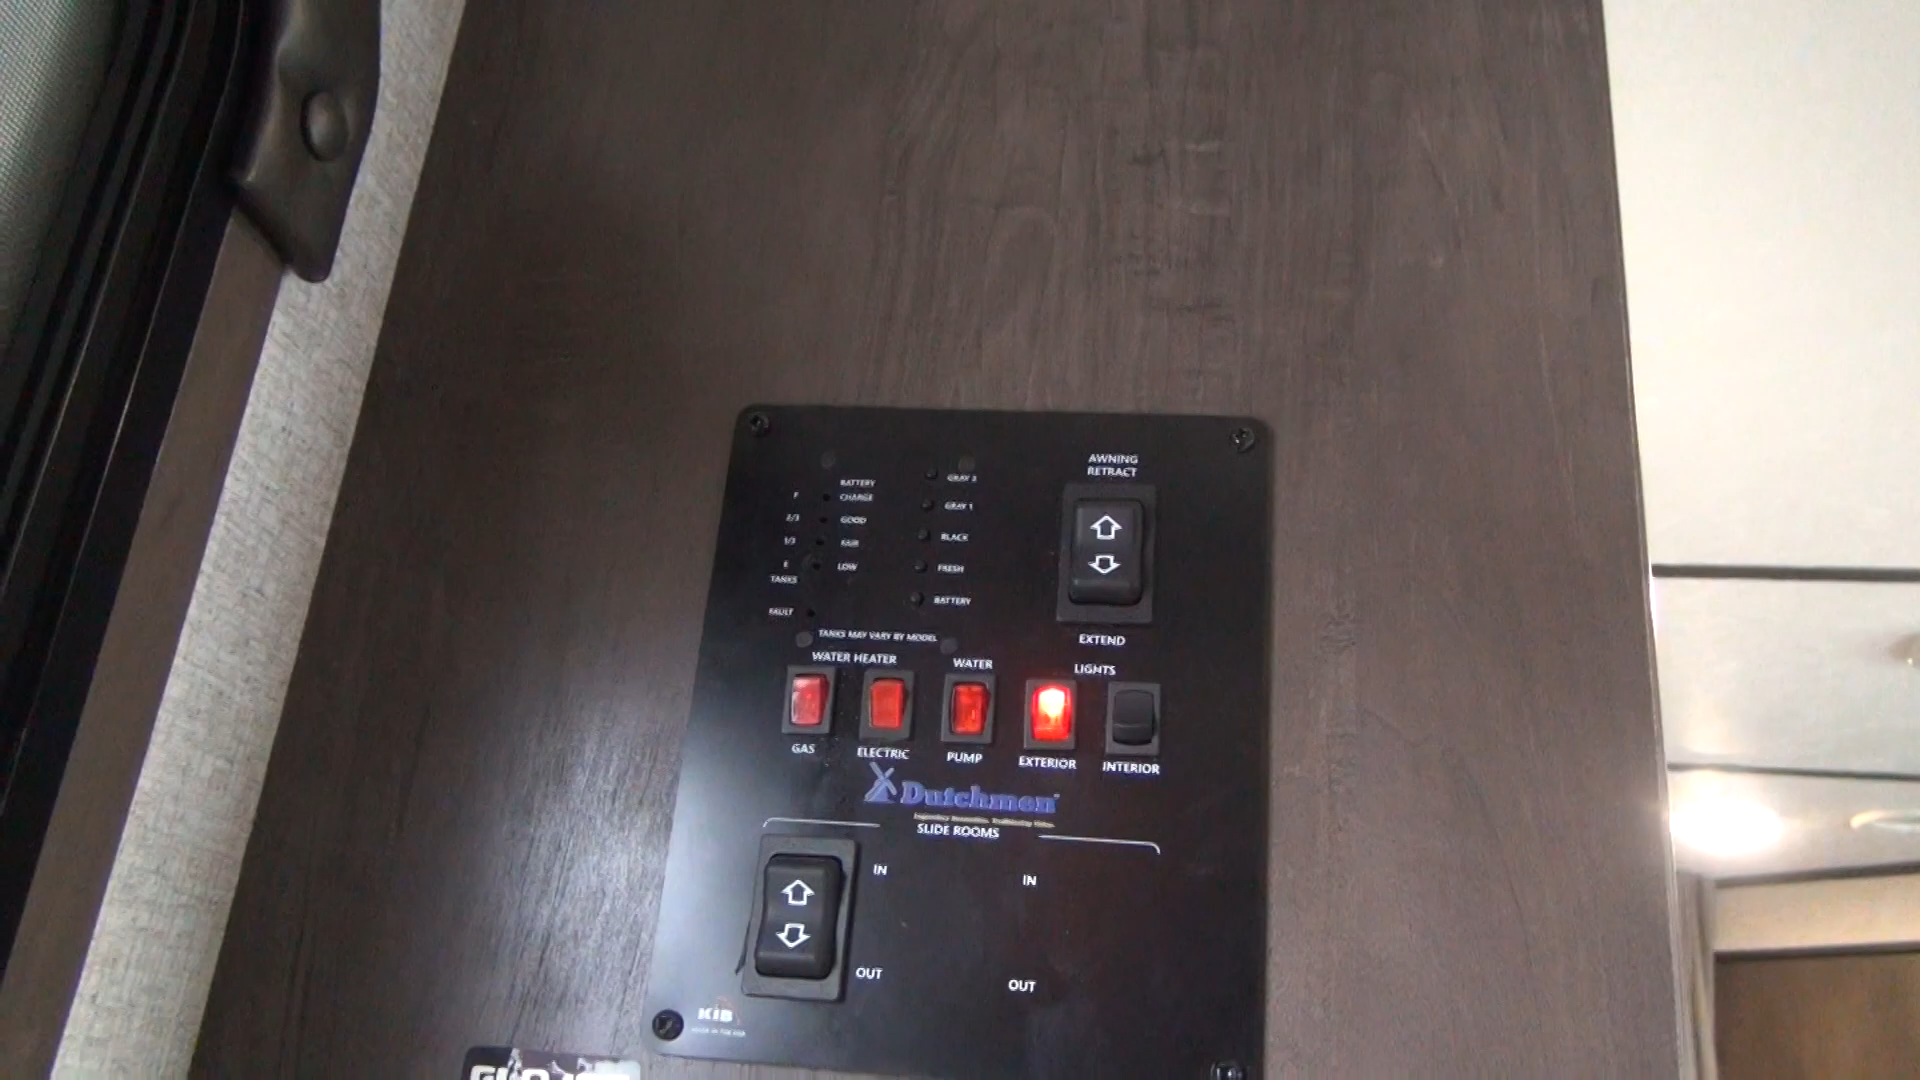 AWNING
RETRACT
BATTERY
F CHARGE
2/3 GOOD
1/3 FAIR
E LOW
TANKS
FAULT
GRAY 2
GRAY 1
BLACK
FRESH
BATTERY
EXTEND
TANKS MAY VARY BY MODEL
WATER HEATER
WATER
LIGHTS
GAS
ELECTRIC
PUMP
EXTERIOR
INTERIOR
Dutchmen
SLIDE ROOMS
IN
IN
OUT
OUT
KIB